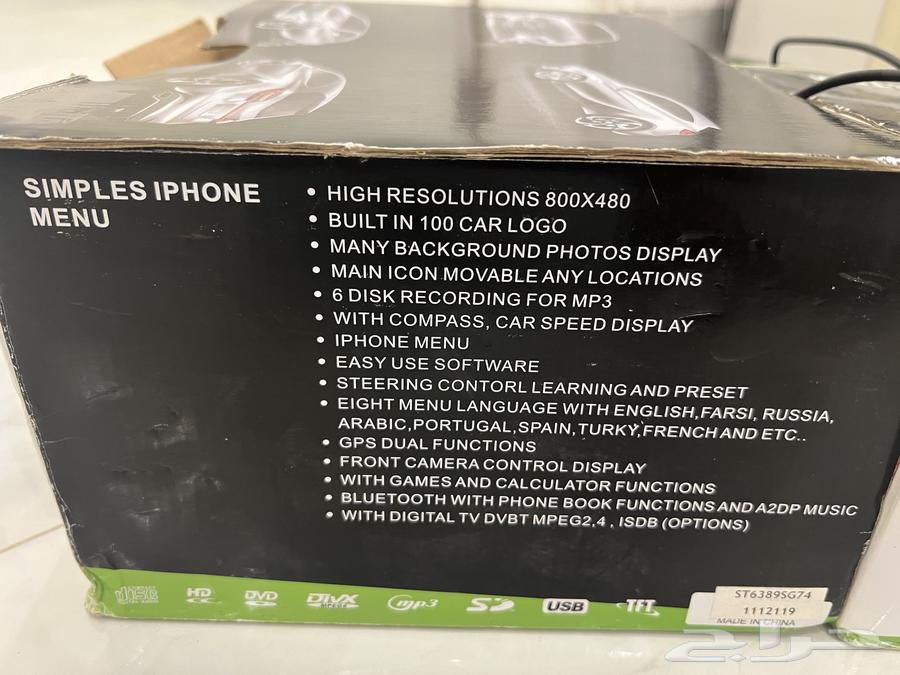 SIMPLES IPHONE
MENU
• HIGH RESOLUTIONS 800X480
• BUILT IN 100 CAR LOGO
• MANY BACKGROUND PHOTOS DISPLAY
• MAIN ICON MOVABLE ANY LOCATIONS
• 6 DISK RECORDING FOR MP3
• WITH COMPASS, CAR SPEED DISPLAY
• IPHONE MENU
• EASY USE SOFTWARE
• STEERING CONTORL LEARNING AND PRESET
• EIGHT MENU LANGUAGE WITH ENGLISH,FARSI, RUSSIA,
ARABIC,PORTUGAL,SPAIN,TURKY,FRENCH AND ETC..
• GPS DUAL FUNCTIONS
• FRONT CAMERA CONTROL DISPLAY
• WITH GAMES AND CALCULATOR FUNCTIONS
• BLUETOOTH WITH PHONE BOOK FUNCTIONS AND A2DP MUSIC
• WITH DIGITAL TV DVBT MPEG2,4 , ISDB (OPTIONS)
disc DIGITAL AUDIO HD DVD DIVX mp3 SD USB TFT
ST6389SG74
1112119
MADE IN CHINA
حراج